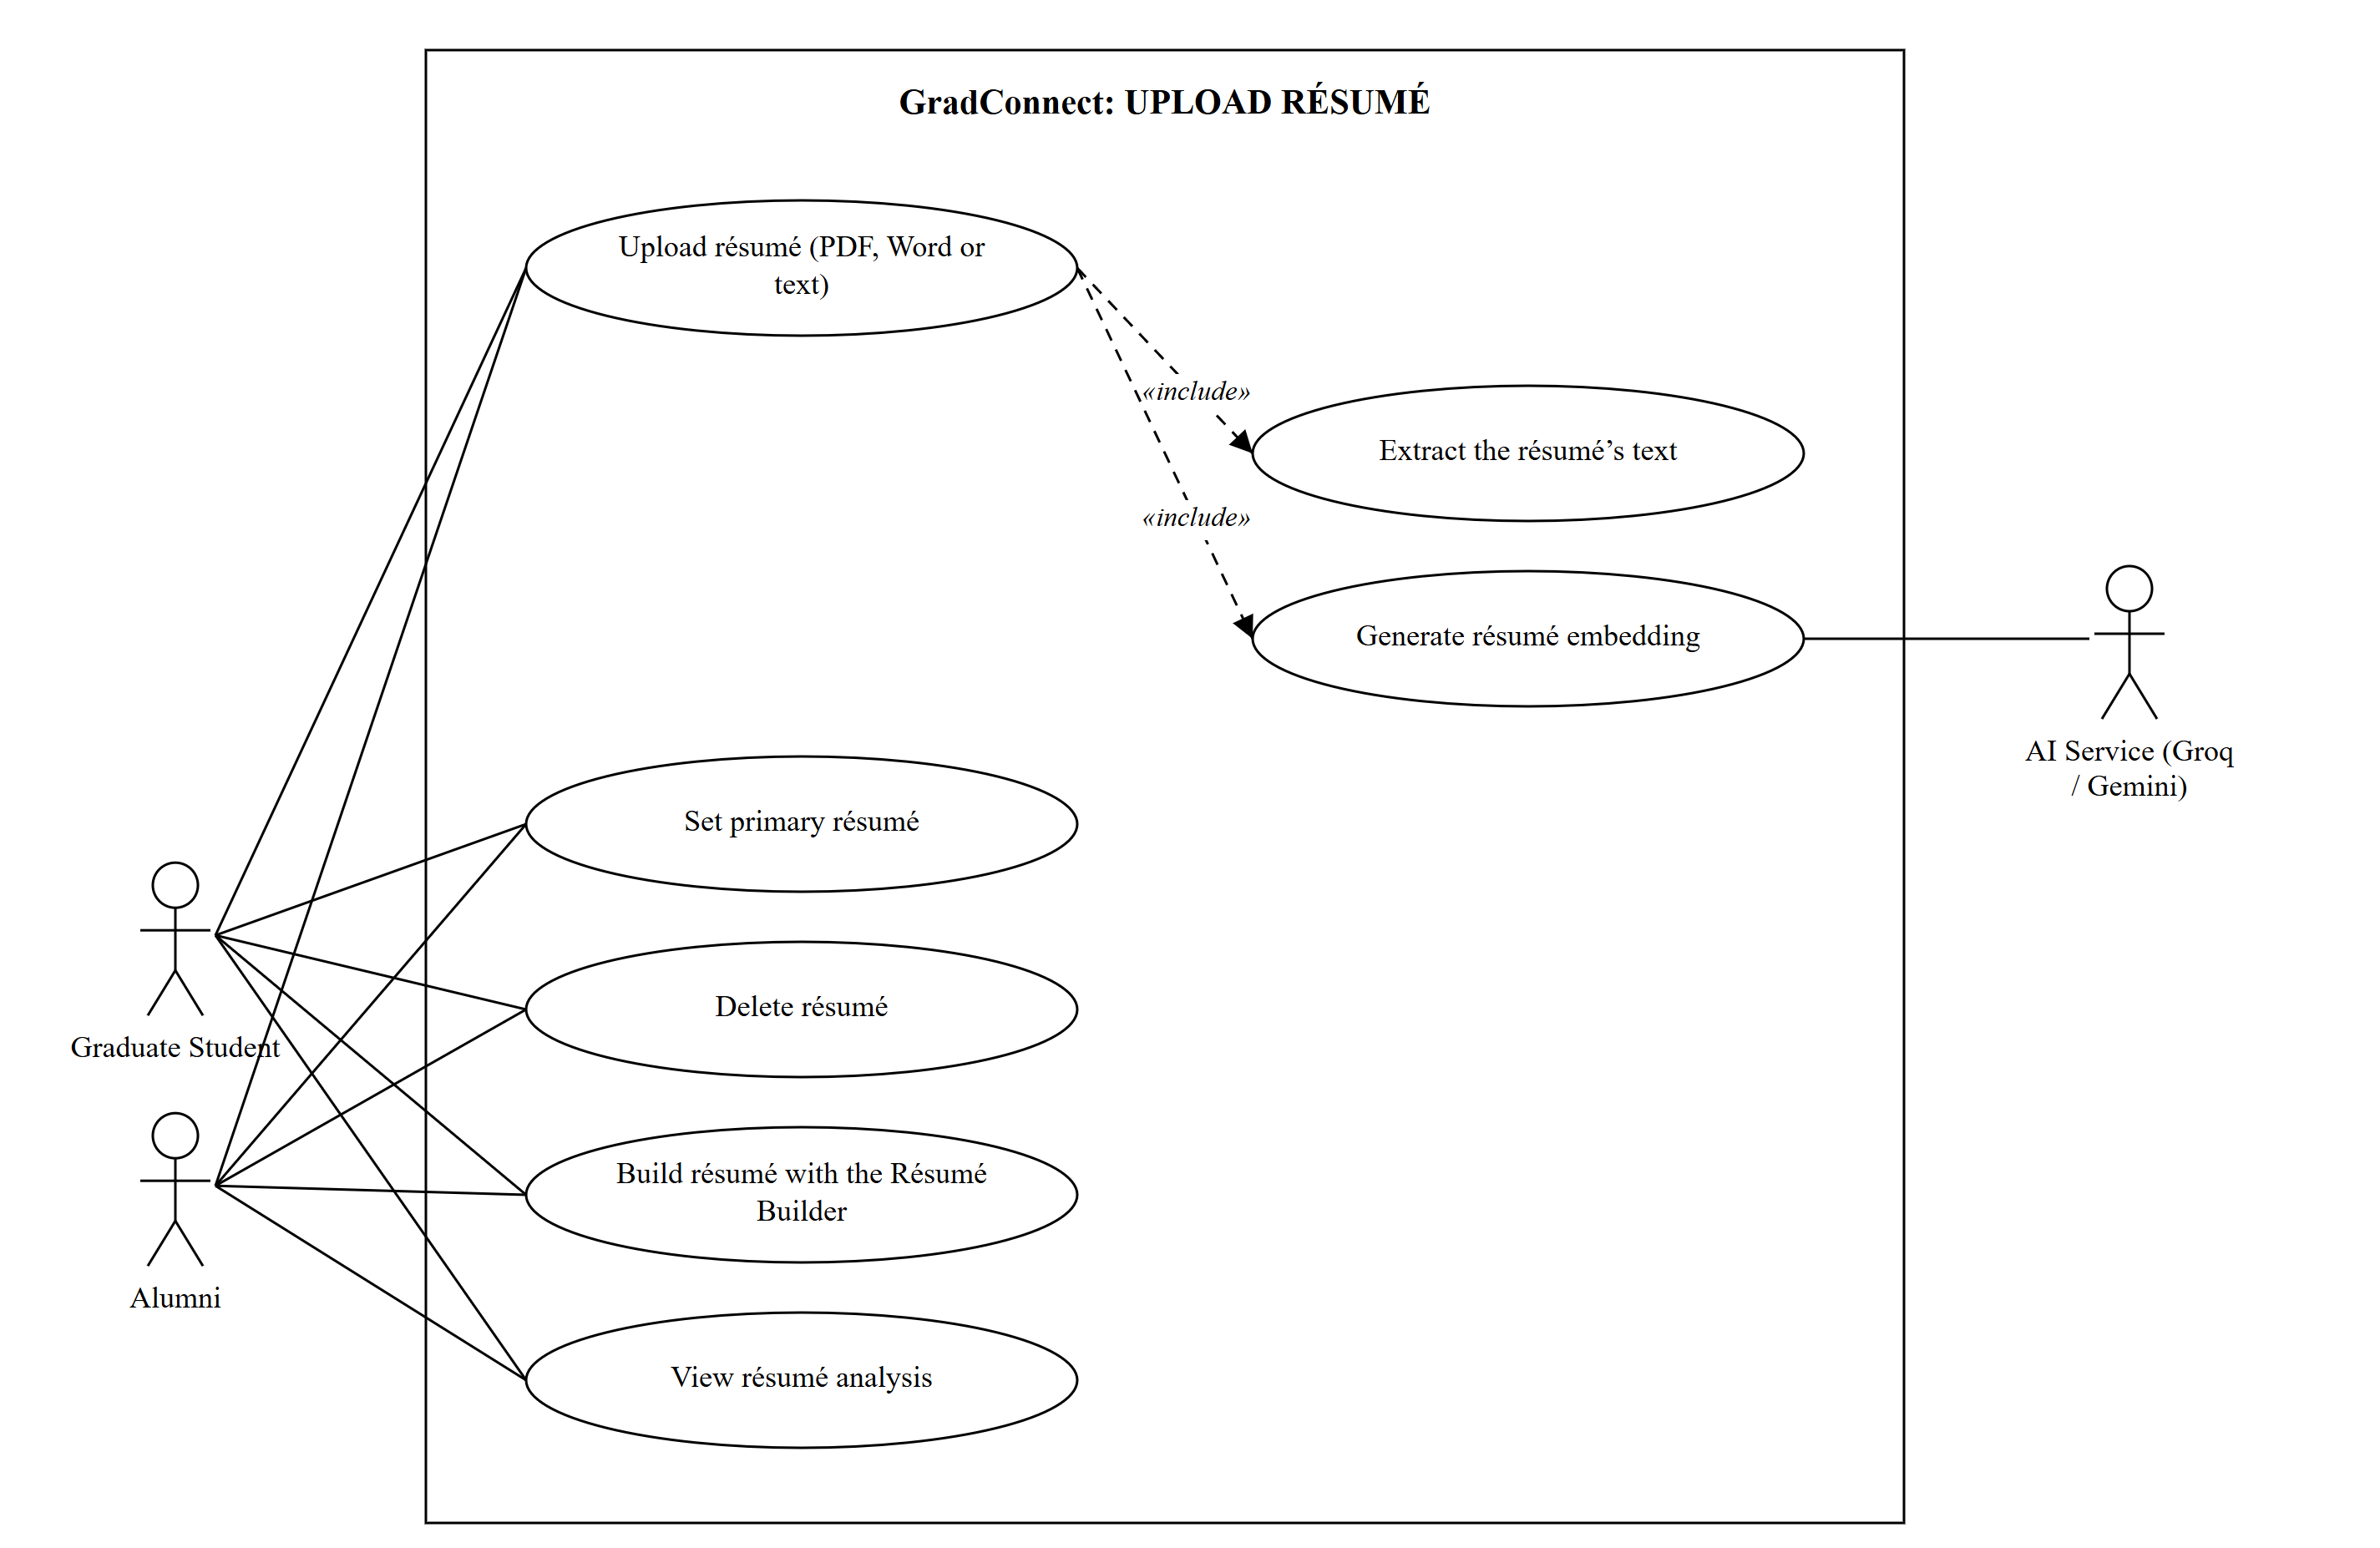 GradConnect: UPLOAD RÉSUMÉ
Upload résumé (PDF, Word or
text)
«include»
Extract the résumé’s text
«include»
Generate résumé embedding
AI Service (Groq
/ Gemini)
Set primary résumé
Delete résumé
Graduate Student
Build résumé with the Résumé
Builder
Alumni
View résumé analysis